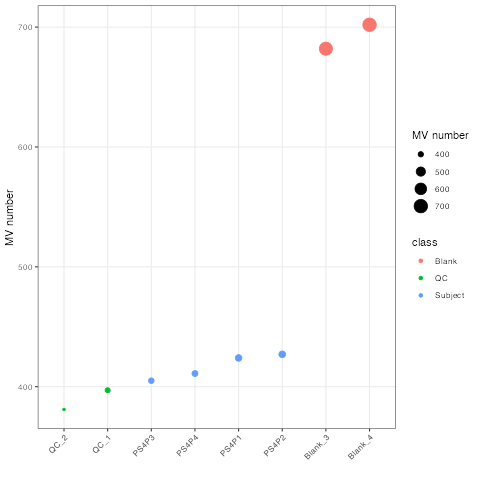 700
600
500
400
MV number
QC_2
QC_1
PS4P3
PS4P4
PS4P1
PS4P2
Blank_3
Blank_4
MV number
400
500
600
700
class
Blank
QC
Subject